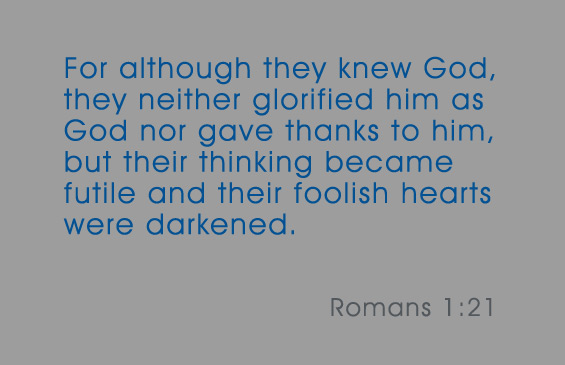 For although they knew God,
they neither glorified him as
God nor gave thanks to him,
but their thinking became
futile and their foolish hearts
were darkened.
Romans 1:21